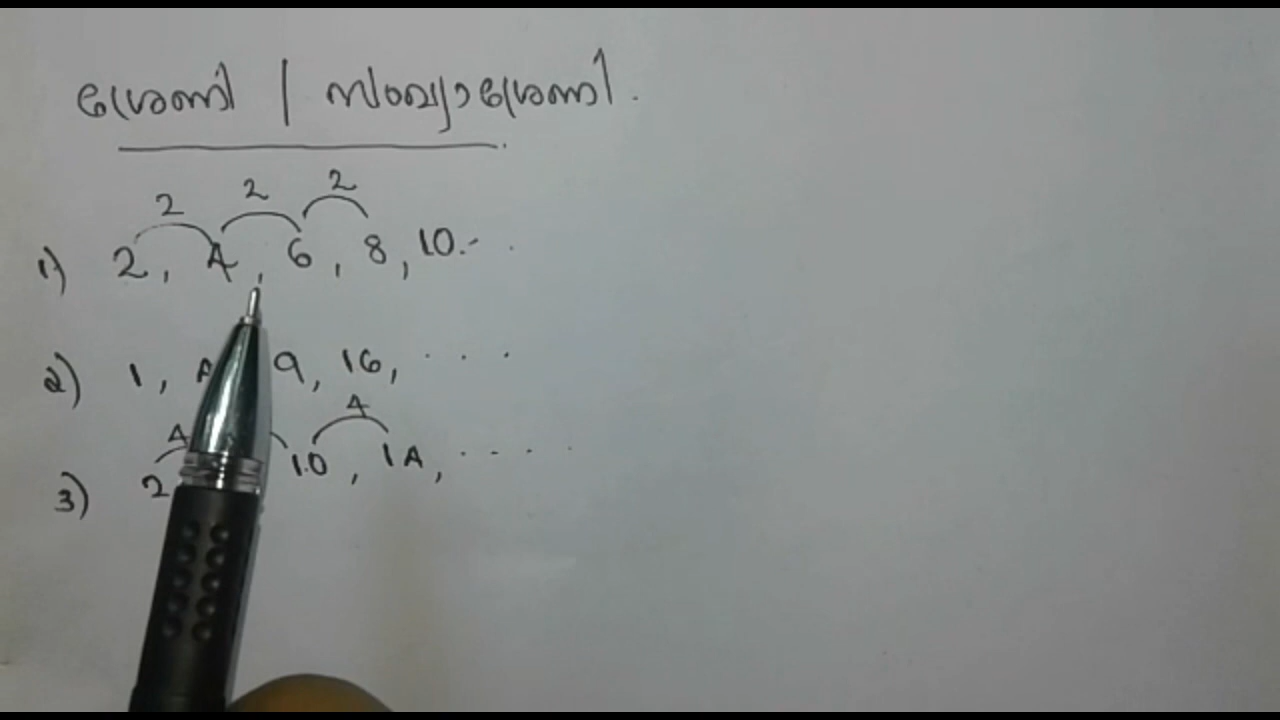 ശ്രേണി | സംഖ്യാശ്രേണി.
2 2 2
1) 2, 4, 6, 8, 10...
2) 1, 4 9, 16, . . .
4 4
3) 2 10, 14, . . . .